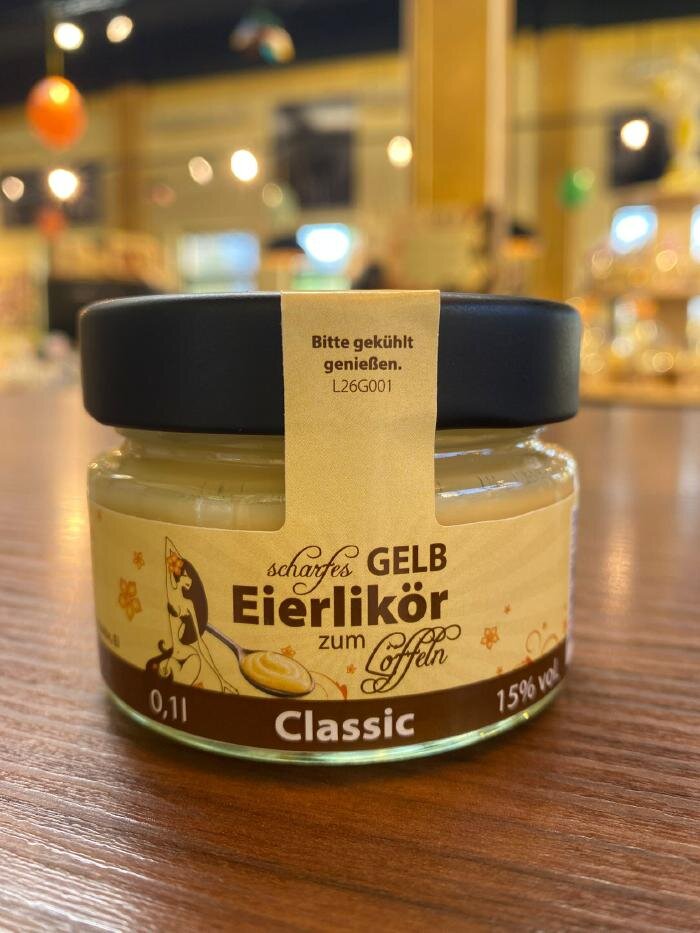 Bitte gekühlt
genießen.
L26G001
scharfes GELB
Eierlikör
zum Löffeln
0,1l
Classic
15% vol.